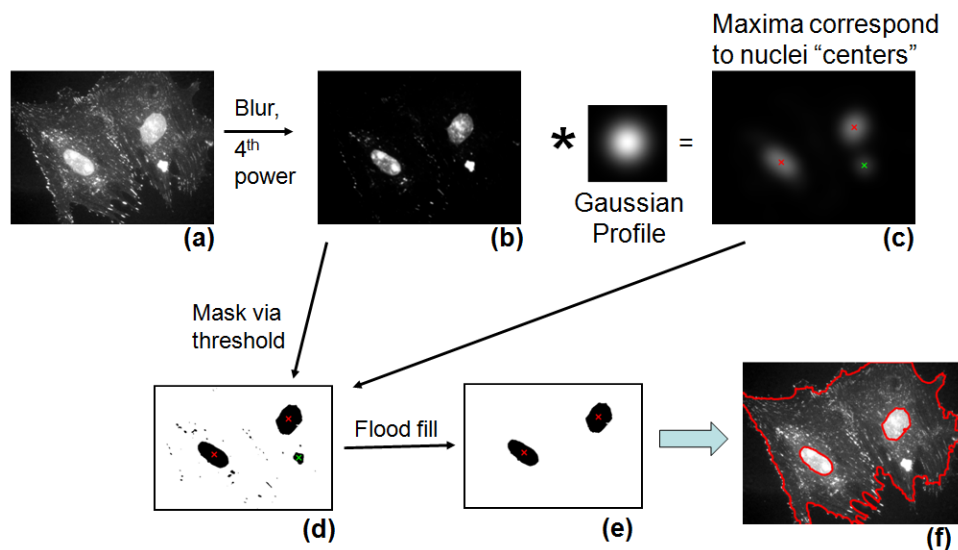 Maxima correspond
to nuclei “centers”
Blur,
4th
power
*
=
Gaussian
Profile
(a)
(b)
(c)
Mask via
threshold
Flood fill
(d)
(e)
(f)